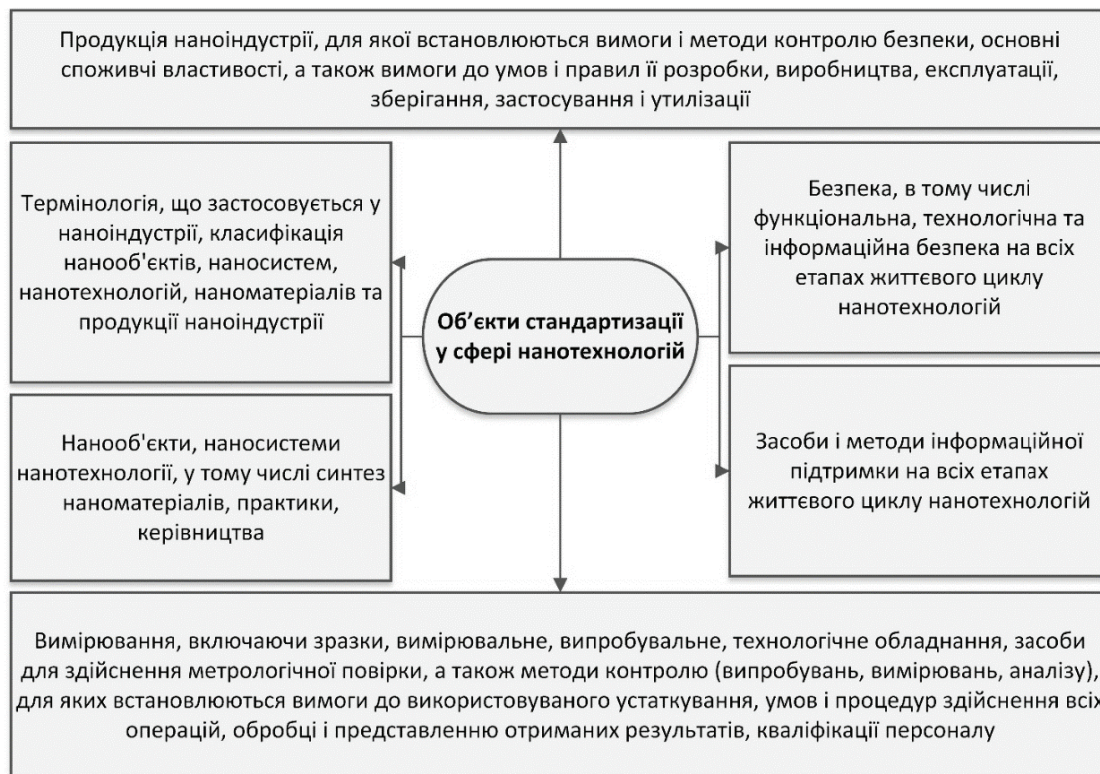 Продукція наноіндустрії, для якої встановлюються вимоги і методи контролю безпеки, основні
споживчі властивості, а також вимоги до умов і правил її розробки, виробництва, експлуатації,
зберігання, застосування і утилізації
Термінологія, що застосовується у
наноіндустрії, класифікація
нанооб'єктів, наносистем,
нанотехнологій, наноматеріалів та
продукції наноіндустрії
Безпека, в тому числі
функціональна, технологічна та
інформаційна безпека на всіх
етапах життєвого циклу
нанотехнологій
Об’єкти стандартизації
у сфері нанотехнологій
Нанооб'єкти, наносистеми
нанотехнології, у тому числі синтез
наноматеріалів, практики,
керівництва
Засоби і методи інформаційної
підтримки на всіх етапах
життєвого циклу нанотехнологій
Вимірювання, включаючи зразки, вимірювальне, випробувальне, технологічне обладнання, засоби
для здійснення метрологічної повірки, а також методи контролю (випробувань, вимірювань, аналізу),
для яких встановлюються вимоги до використовуваного устаткування, умов і процедур здійснення всіх
операцій, обробці і представленню отриманих результатів, кваліфікації персоналу